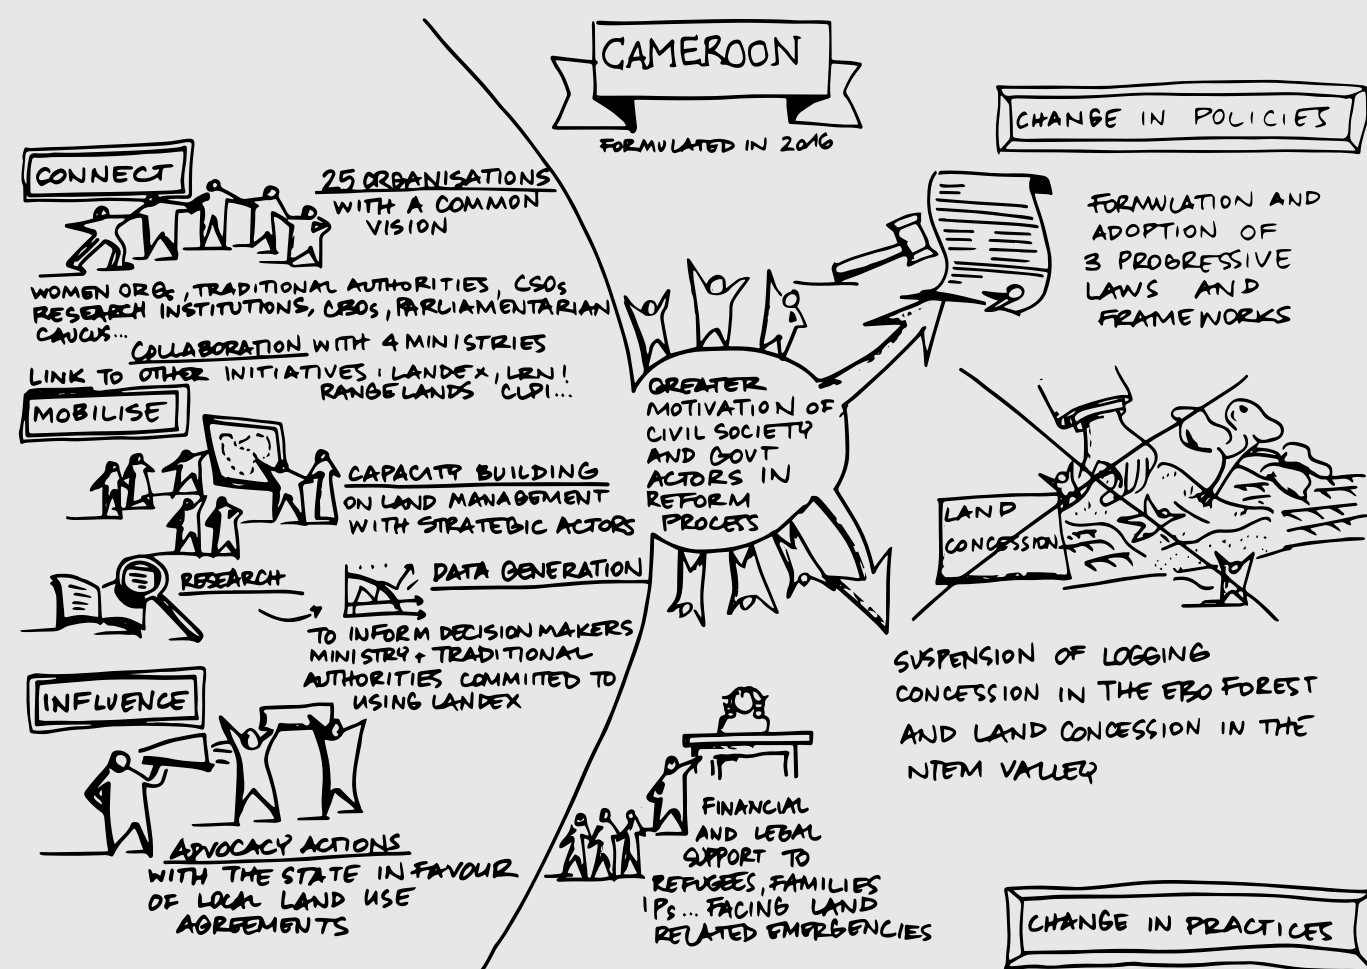 CAMEROON
FORMULATED IN 2016
CONNECT
25 ORGANISATIONS
WITH A COMMON
VISION
WOMEN ORG, TRADITIONAL AUTHORITIES, CSOs
RESEARCH INSTITUTIONS, CBOs, PARLIAMENTARIAN
CAUCUS...
COLLABORATION WITH 4 MINISTRIES
LINK TO OTHER INITIATIVES: LANDEX, LRN!
RANGELANDS CLPI...
MOBILISE
CAPACITY BUILDING
ON LAND MANAGEMENT
WITH STRATEGIC ACTORS
RESEARCH
DATA GENERATION
TO INFORM DECISION MAKERS
MINISTRY + TRADITIONAL
AUTHORITIES COMMITED TO
USING LANDEX
INFLUENCE
ADVOCACY ACTIONS
WITH THE STATE IN FAVOUR
OF LOCAL LAND USE
AGREEMENTS
GREATER
MOTIVATION OF
CIVIL SOCIETY
AND GOVT
ACTORS IN
REFORM
PROCESS
FINANCIAL
AND LEGAL
SUPPORT TO
REFUGEES, FAMILIES
IPs... FACING LAND
RELATED EMERGENCIES
CHANGE IN POLICIES
FORMULATION AND
ADOPTION OF
3 PROGRESSIVE
LAWS AND
FRAMEWORKS
LAND
CONCESSION
SUSPENSION OF LOGGING
CONCESSION IN THE EBO FOREST
AND LAND CONCESSION IN THE
NTEM VALLEY
CHANGE IN PRACTICES